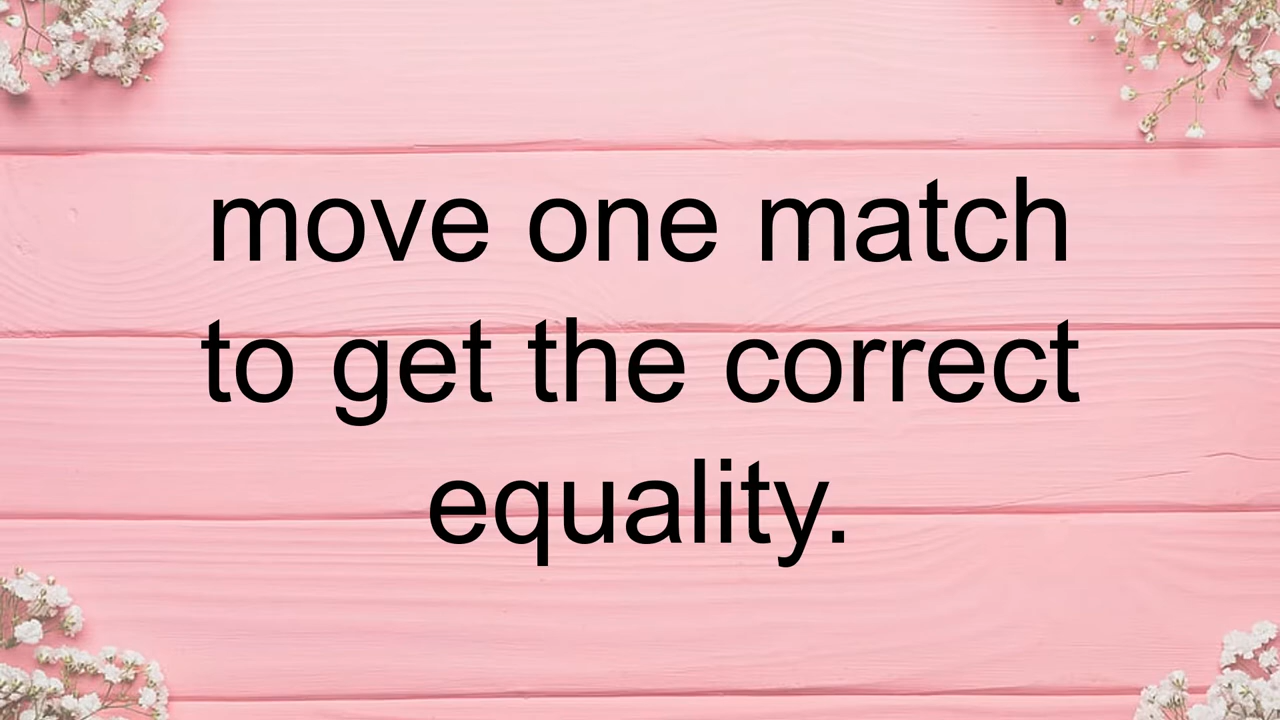 move one match
to get the correct
equality.